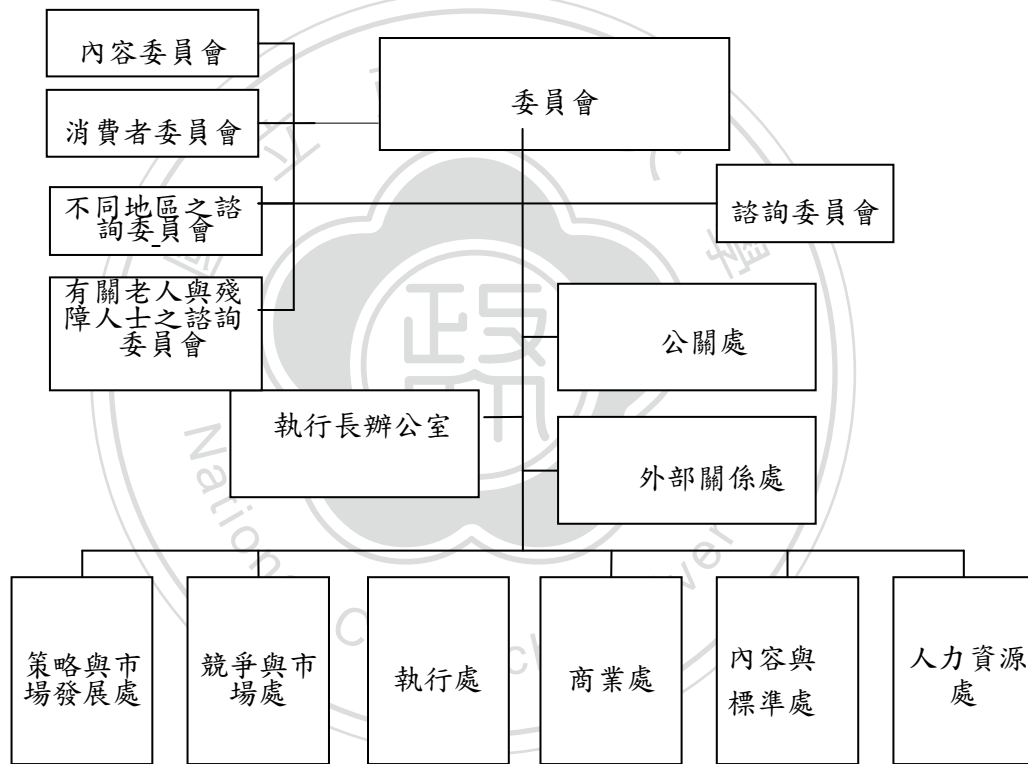 內容委員會
委員會
消費者委員會
不同地區之諮
詢委員會
諮詢委員會
有關老人與殘
障人士之諮詢
委員會
公關處
執行長辦公室
外部關係處
策略與市
場發展處
競爭與市
場處
執行處
商業處
內容與
標準處
人力資源
處